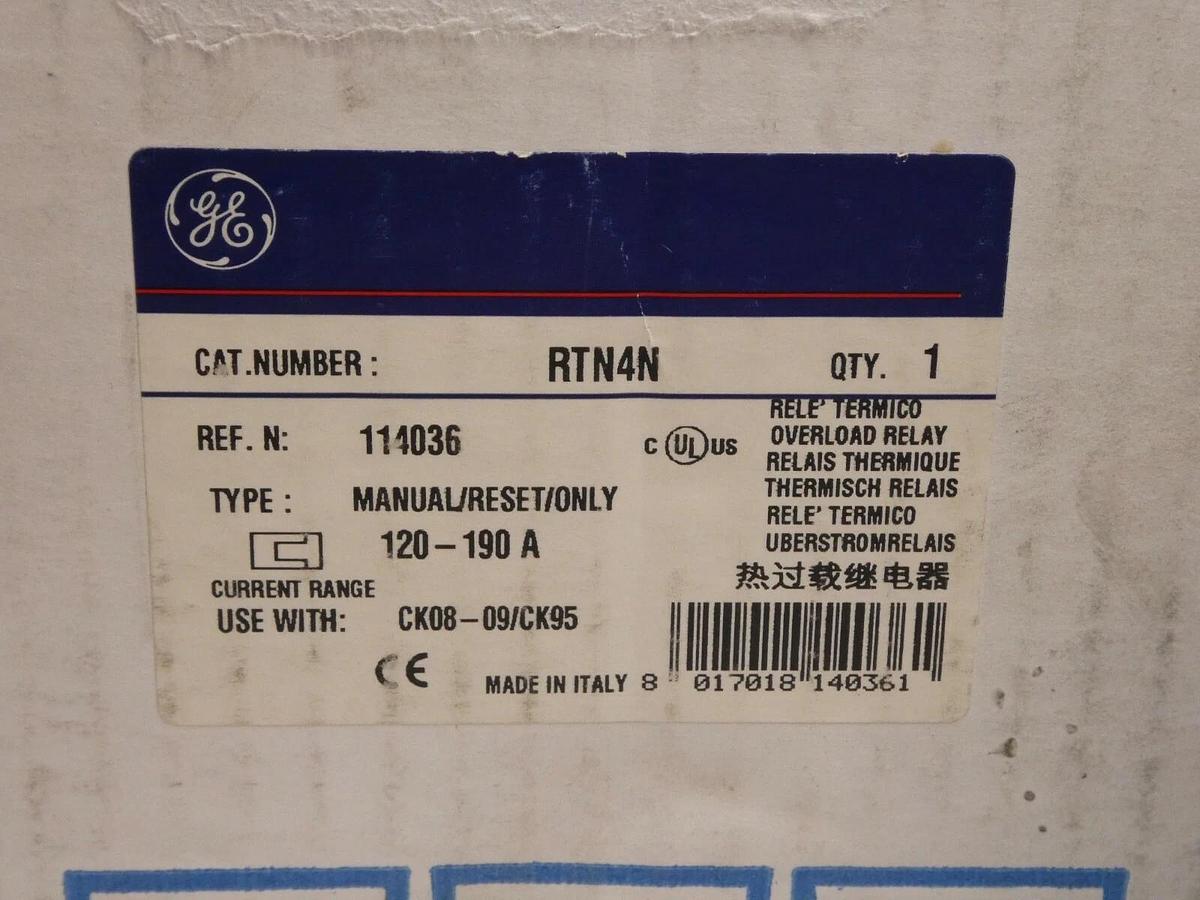 GE
CAT.NUMBER : RTN4N QTY. 1
REF. N: 114036
C UL US
RELE' TERMICO
OVERLOAD RELAY
RELAIS THERMIQUE
THERMISCH RELAIS
RELE' TERMICO
UBERSTROMRELAIS
热过载继电器
TYPE : MANUAL/RESET/ONLY
120-190 A
CURRENT RANGE
USE WITH: CK08-09/CK95
CE
MADE IN ITALY 8 017018 140361